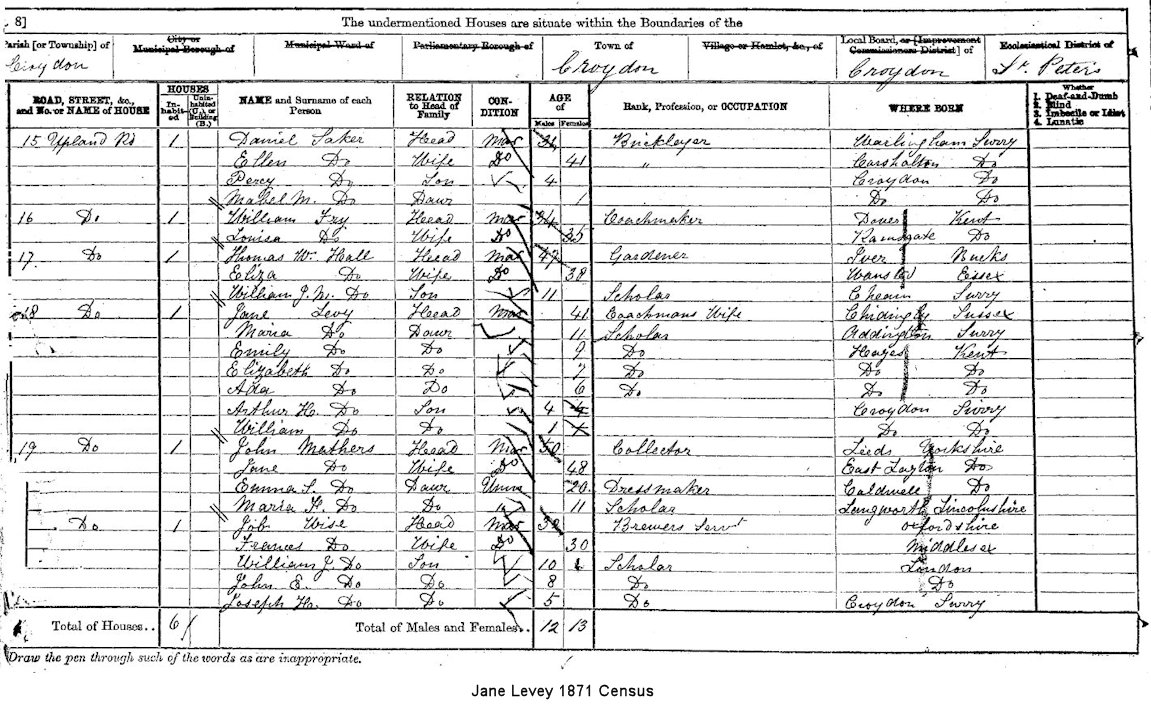 8] The undermentioned Houses are situate within the Boundaries of the
Parish [or Township] of City or Municipal Borough of Municipal Ward of Parliamentary Borough of Town of Village or Hamlet, &c., of Local Board, or [Improvement Commissioners District] of Ecclesiastical District of
Croydon Croydon Croydon St. Peters
ROAD, STREET, &c., and No. or NAME of HOUSE HOUSES Inhabited Uninhabited (U.), or Building (B.) NAME and Surname of each Person RELATION to Head of Family CONDITION AGE of Males Females Rank, Profession, or OCCUPATION WHERE BORN Whether 1. Deaf-and-Dumb 2. Blind 3. Imbecile or Idiot 4. Lunatic
15 Upland Rd 1 Daniel Saker Head Mar Bricklayer Warlingham Surry
Ellen Do Wife Do 41 " Carshalton Do
Percy Do Son 4 Croydon Do
Mabel M. Do Daur 1 Do Do
16 Do 1 William Fry Head Mar 34 Coachmaker Dover Kent
Louisa Do Wife Do 35 Ramsgate Do
17 Do 1 Thomas W. Hall Head Mar 47 Gardener Iver Bucks
Eliza Do Wife Do 38 Wansted Essex
William J. M. Do Son 11 Scholar Cheam Surry
18 Do 1 Jane Levy Head Mar 41 Coachmans Wife Chidingly Sussex
Maria Do Daur 11 Scholar Addington Surry
Emily Do Do 9 Do Hayes Kent
Elizabeth Do Do 7 Do Do Do
Ada Do Do 6 Do Do Do
Arthur H. Do Son 4 4 Croydon Surry
William Do Do 1 Do Do
19 Do 1 John Mathers Head Mar 50 Collector Leeds Yorkshire
Jane Do Wife Do 48 East Layton Do
Emma S. Do Daur Unm 20 Dressmaker Caldwell Do
Maria H. Do Do 11 Scholar Langworth Lincolnshire
Do 1 Job Wise Head Mar 32 Brewers Servt Oxfordshire
Frances Do Wife Do 30 Middlesex
William J. Do Son 10 Scholar London
John E. Do Do 8 Do Do
Joseph H. Do Do 5 Do Croydon Surry
Total of Houses.. 6 Total of Males and Females.. 12 13
Draw the pen through such of the words as are inappropriate.
Jane Levey 1871 Census